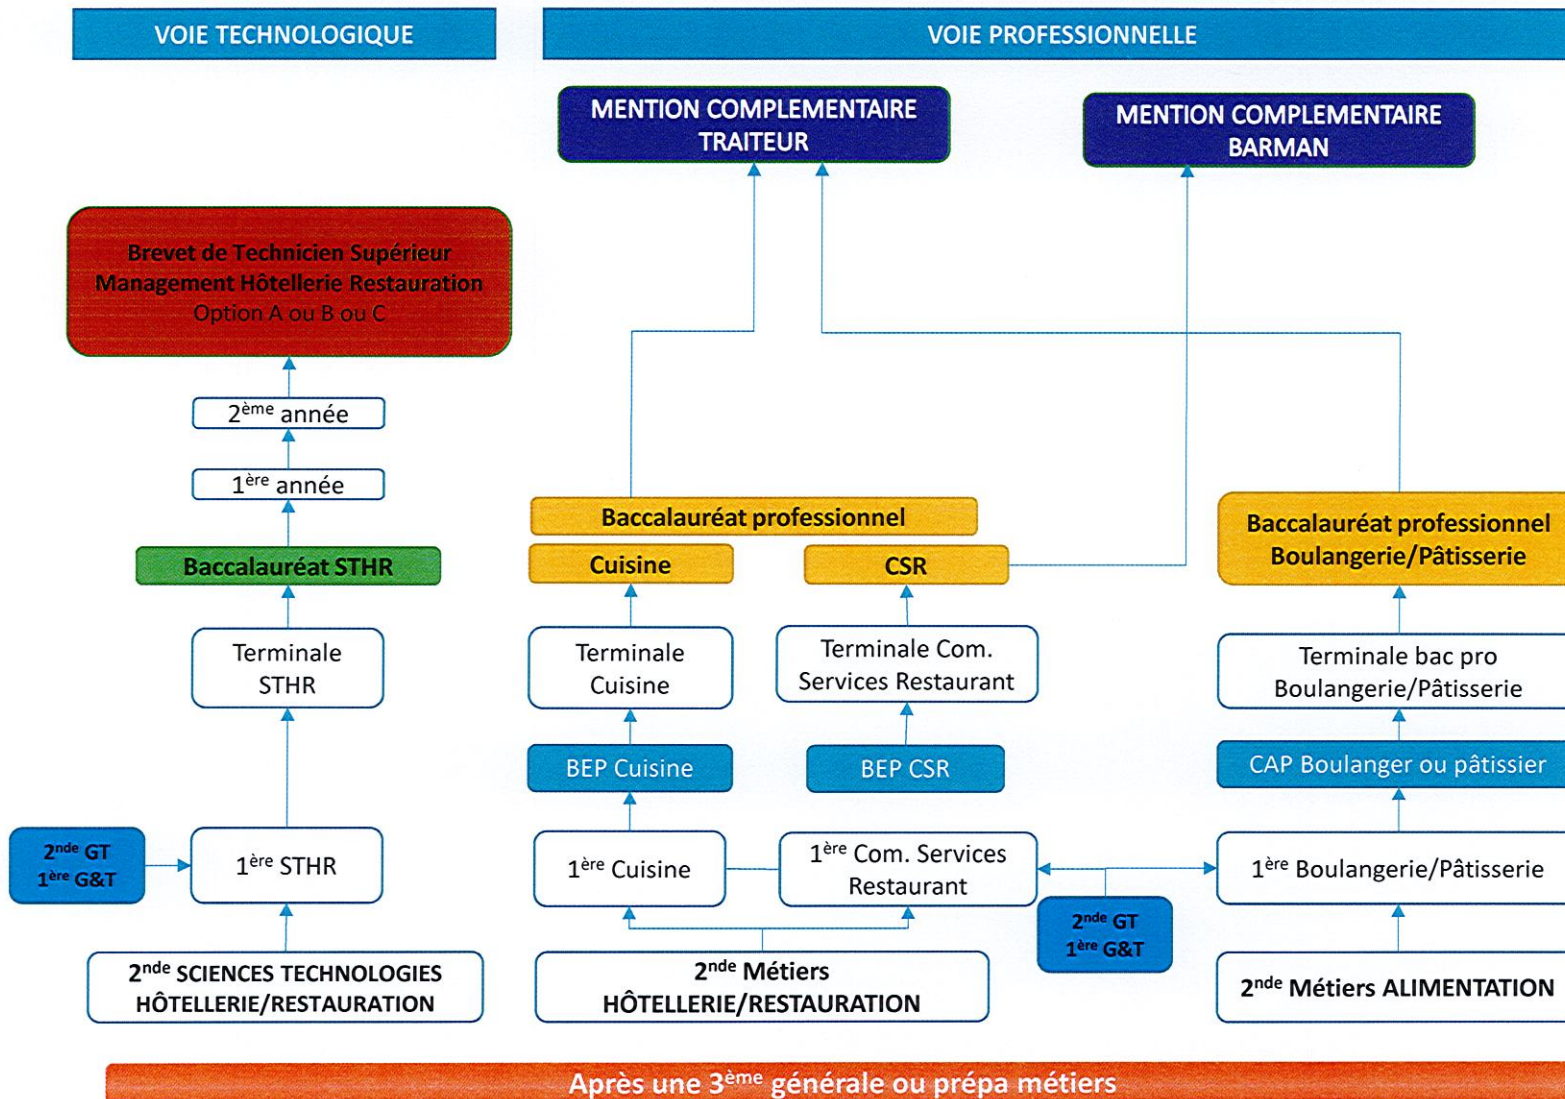 VOIE TECHNOLOGIQUE
VOIE PROFESSIONNELLE
MENTION COMPLEMENTAIRE
TRAITEUR
MENTION COMPLEMENTAIRE
BARMAN
Brevet de Technicien Supérieur
Management Hôtellerie Restauration
Option A ou B ou C
2ème année
1ère année
Baccalauréat STHR
Terminale
STHR
2nde GT
1ère G&T
1ère STHR
2nde SCIENCES TECHNOLOGIES
HÔTELLERIE/RESTAURATION
Baccalauréat professionnel
Cuisine
CSR
Terminale
Cuisine
Terminale Com.
Services Restaurant
BEP Cuisine
BEP CSR
1ère Cuisine
1ère Com. Services
Restaurant
2nde Métiers
HÔTELLERIE/RESTAURATION
2nde GT
1ère G&T
Baccalauréat professionnel
Boulangerie/Pâtisserie
Terminale bac pro
Boulangerie/Pâtisserie
CAP Boulanger ou pâtissier
1ère Boulangerie/Pâtisserie
2nde Métiers ALIMENTATION
Après une 3ème générale ou prépa métiers